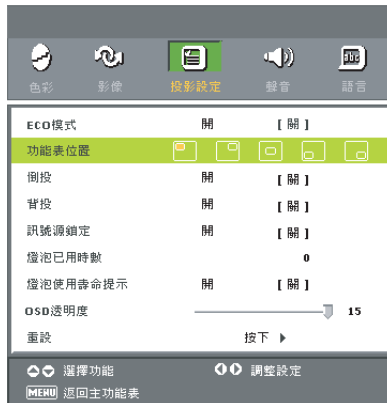 色彩 影像 投影設定 聲音 語言
ECO模式 開 [ 關 ]
功能表位置
倒投 開 [ 關 ]
背投 開 [ 關 ]
訊號源鎖定 開 [ 關 ]
燈泡已用時數 0
燈泡使用壽命提示 開 [ 關 ]
OSD透明度 15
重設 按下
選擇功能 調整設定
MENU 返回主功能表